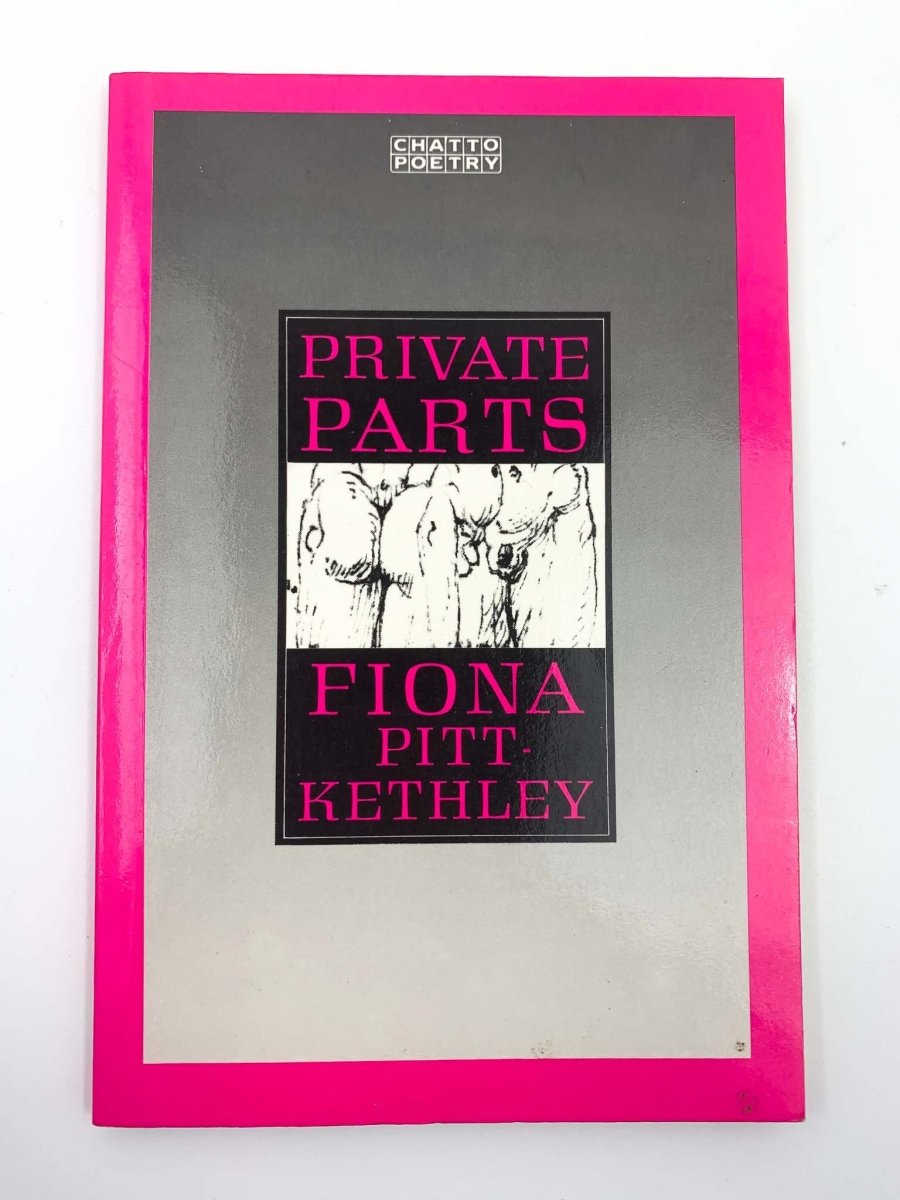 CHATTO
POETRY
PRIVATE
PARTS
FIONA
PITT-
KETHLEY